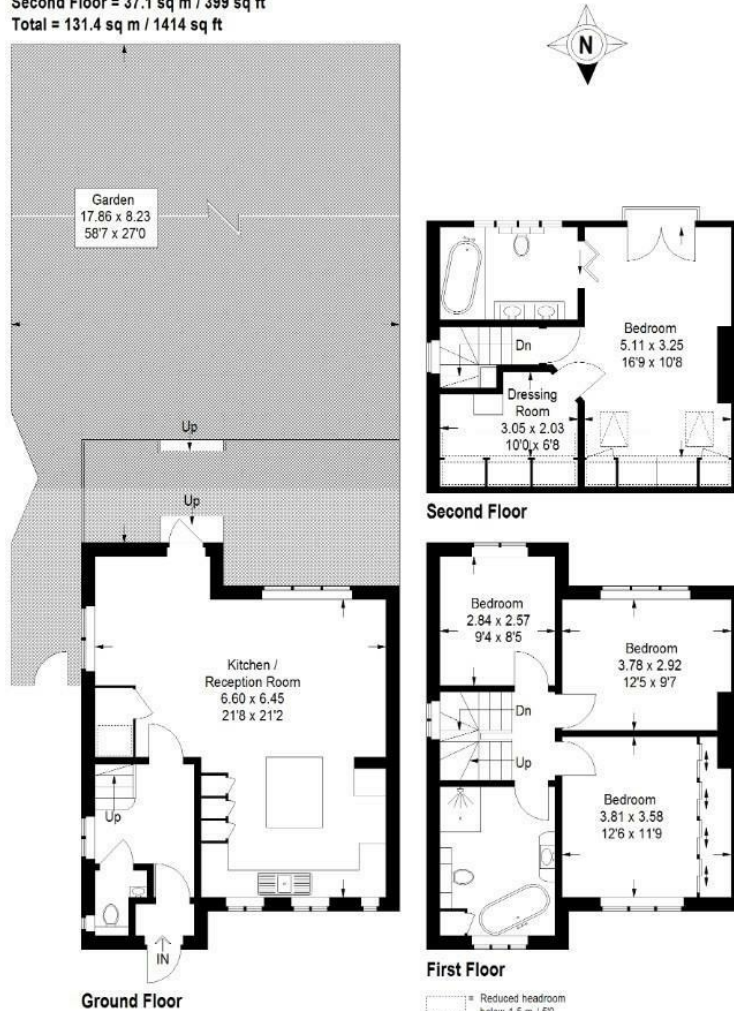 Second Floor = 37.1 sq m / 399 sq ft
Total = 131.4 sq m / 1414 sq ft
N
Garden
17.86 x 8.23
58'7 x 27'0
Up
Up
Kitchen /
Reception Room
6.60 x 6.45
21'8 x 21'2
Up
IN
Ground Floor
Dn
Bedroom
5.11 x 3.25
16'9 x 10'8
Dressing
Room
3.05 x 2.03
10'0 x 6'8
Second Floor
Bedroom
2.84 x 2.57
9'4 x 8'5
Bedroom
3.78 x 2.92
12'5 x 9'7
Dn
Up
Bedroom
3.81 x 3.58
12'6 x 11'9
First Floor
= Reduced headroom
below 1.5 m / 5'0